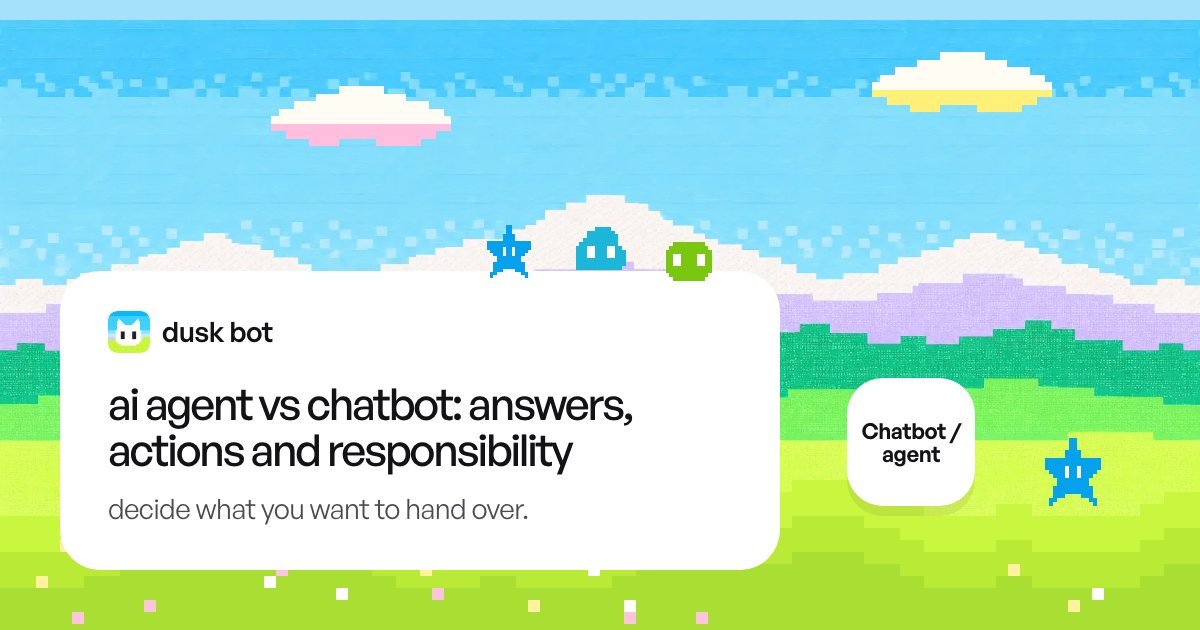 dusk bot
ai agent vs chatbot: answers,
actions and responsibility
decide what you want to hand over.
Chatbot /
agent